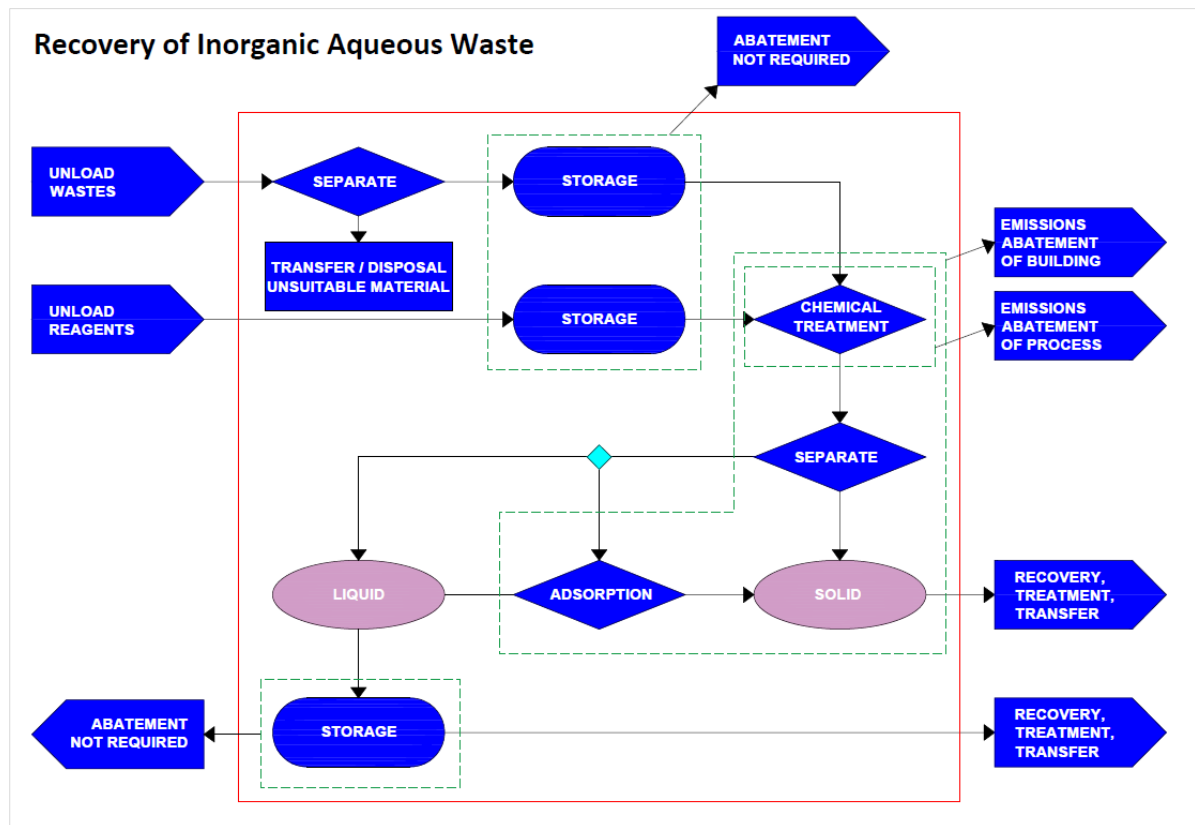 Recovery of Inorganic Aqueous Waste
ABATEMENT
NOT REQUIRED
UNLOAD
WASTES
SEPARATE
STORAGE
TRANSFER / DISPOSAL
UNSUITABLE MATERIAL
EMISSIONS
ABATEMENT
OF BUILDING
UNLOAD
REAGENTS
STORAGE
CHEMICAL
TREATMENT
EMISSIONS
ABATEMENT
OF PROCESS
SEPARATE
LIQUID
ADSORPTION
SOLID
RECOVERY,
TREATMENT,
TRANSFER
ABATEMENT
NOT REQUIRED
STORAGE
RECOVERY,
TREATMENT,
TRANSFER